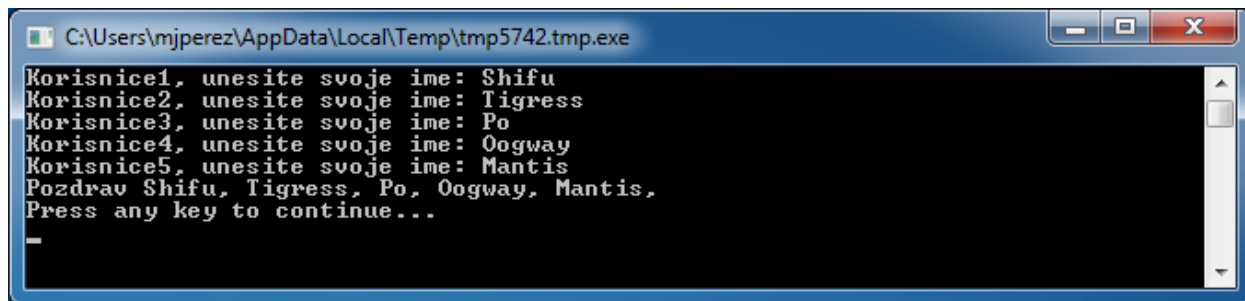 C:\Users\mjperez\AppData\Local\Temp\tmp5742.tmp.exe
Korisnice1, unesite svoje ime: Shifu
Korisnice2, unesite svoje ime: Tigress
Korisnice3, unesite svoje ime: Po
Korisnice4, unesite svoje ime: Oogway
Korisnice5, unesite svoje ime: Mantis
Pozdrav Shifu, Tigress, Po, Oogway, Mantis,
Press any key to continue...